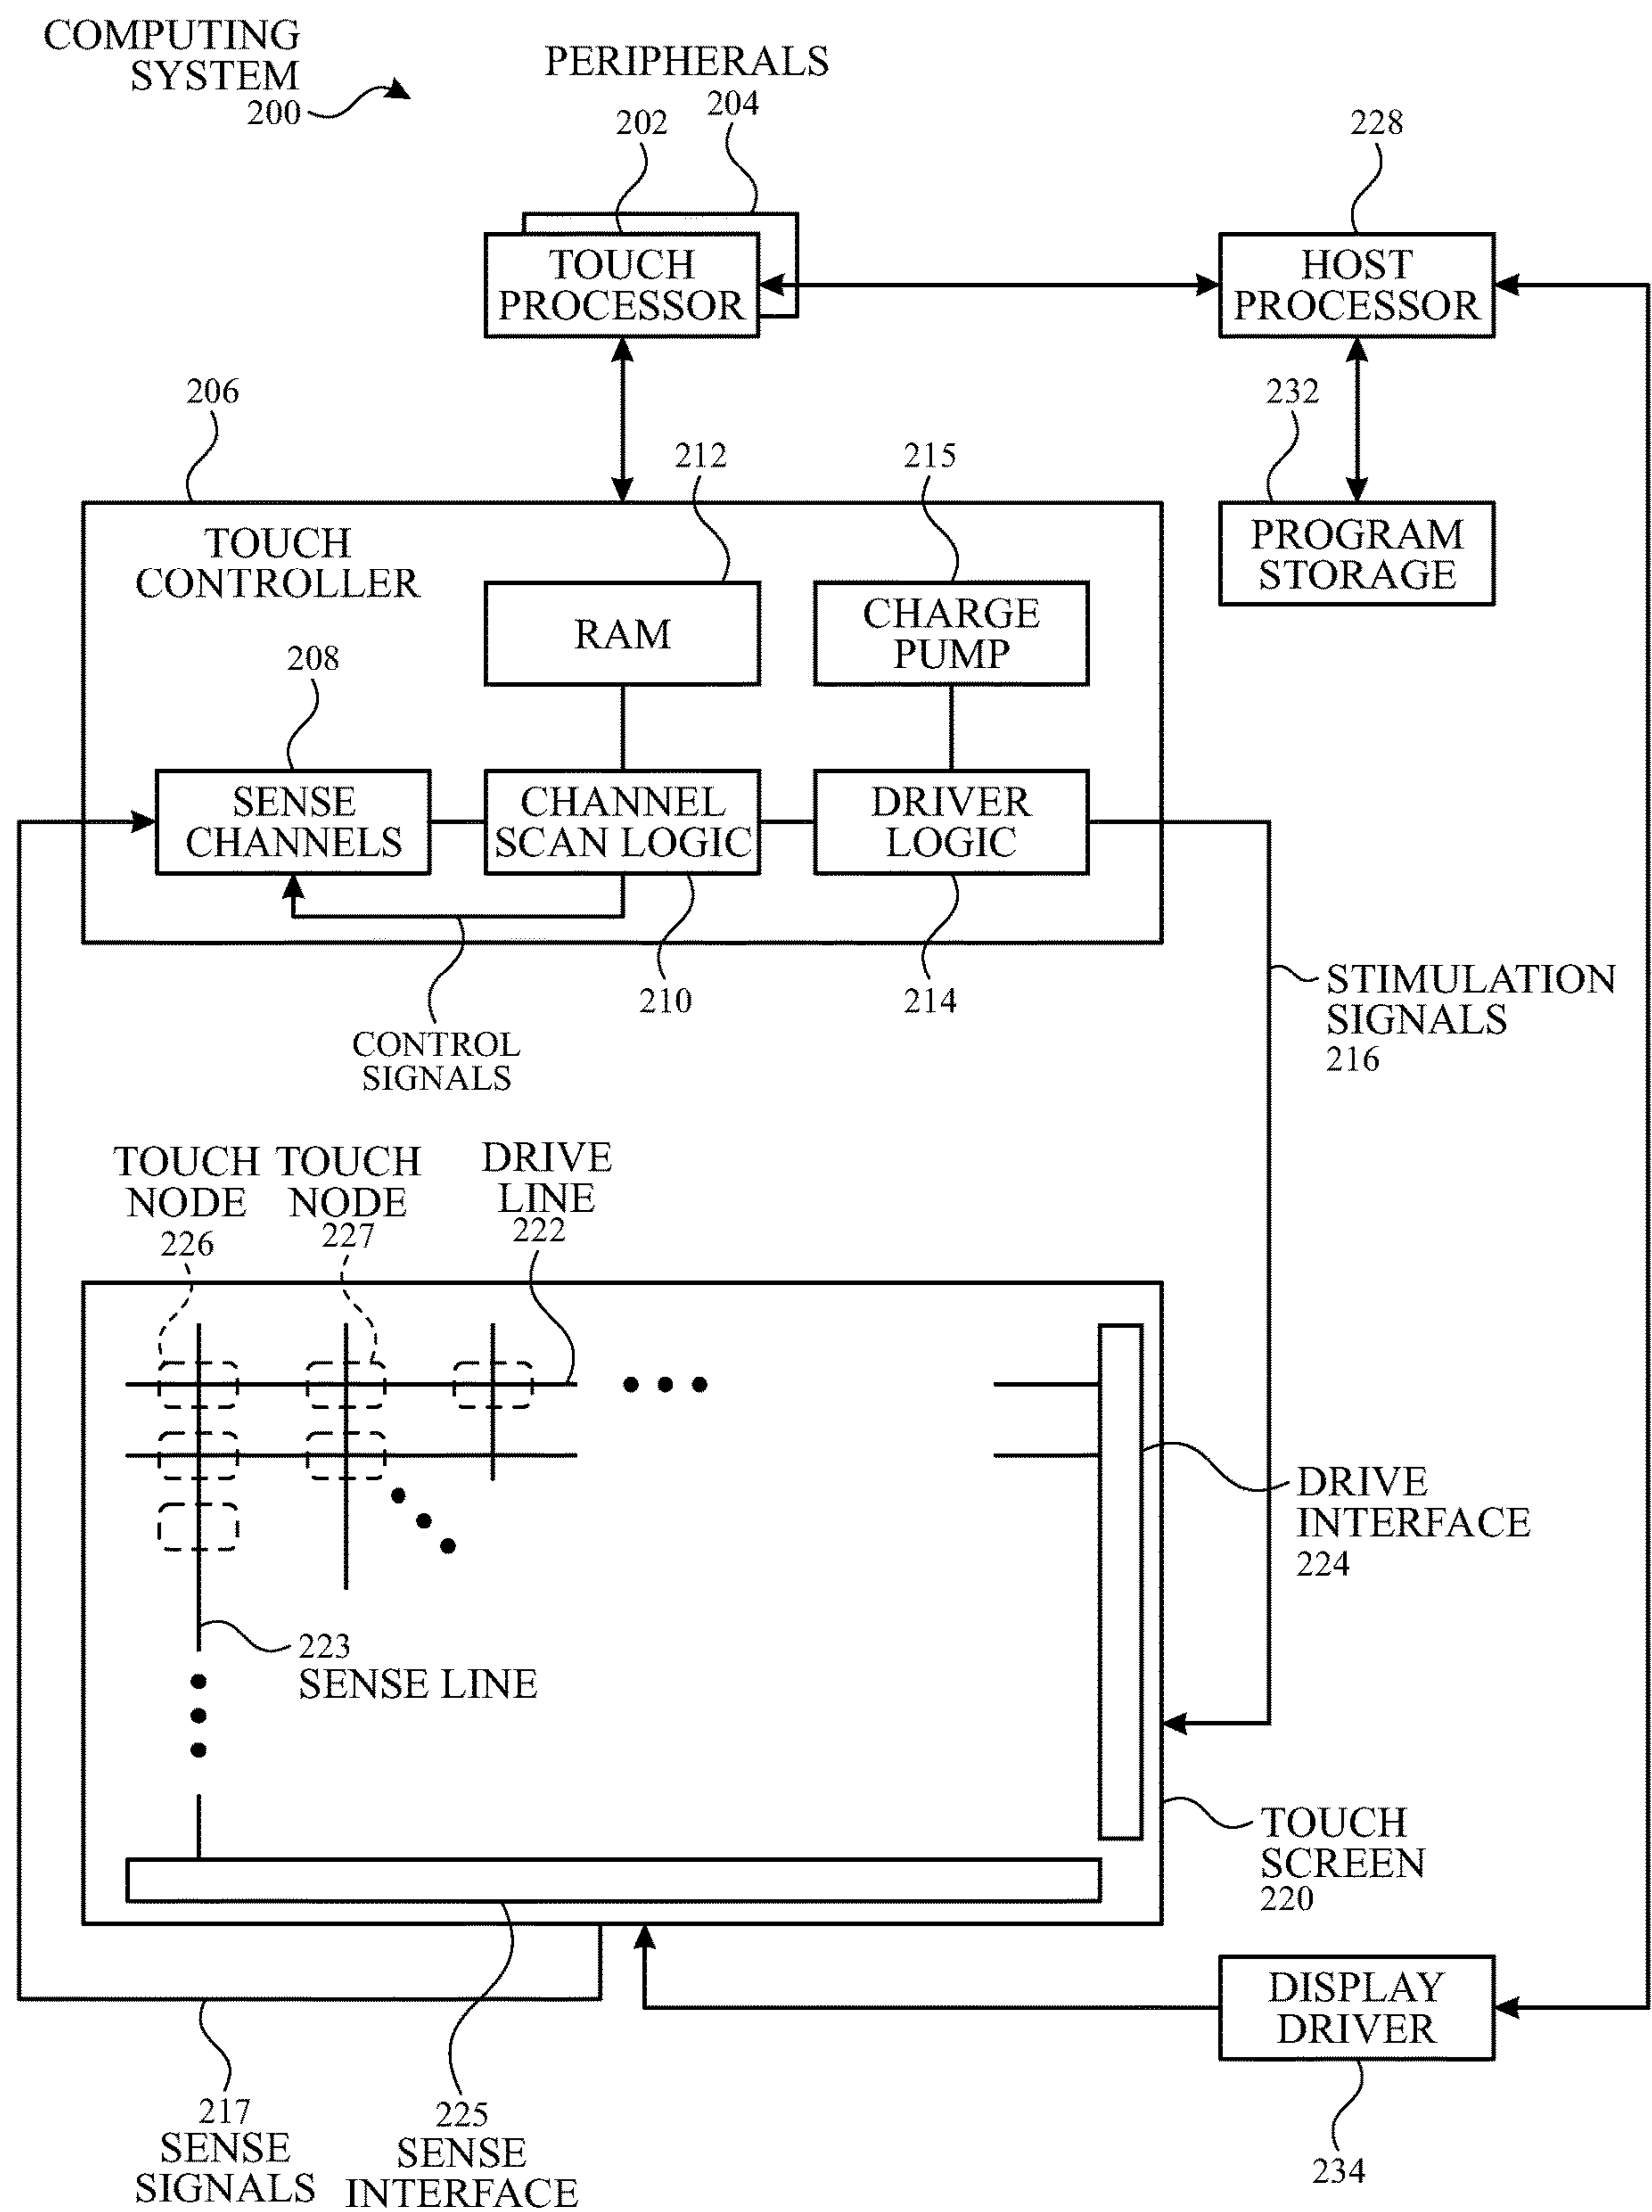 COMPUTING
SYSTEM
200
PERIPHERALS
204
202
228
TOUCH
PROCESSOR
HOST
PROCESSOR
206
232
212
215
TOUCH
CONTROLLER
PROGRAM
STORAGE
RAM
CHARGE
PUMP
208
SENSE
CHANNELS
CHANNEL
SCAN LOGIC
DRIVER
LOGIC
210
214
STIMULATION
SIGNALS
216
CONTROL
SIGNALS
TOUCH
NODE
226
TOUCH
NODE
227
DRIVE
LINE
222
DRIVE
INTERFACE
224
223
SENSE LINE
TOUCH
SCREEN
220
DISPLAY
DRIVER
234
217
SENSE
SIGNALS
225
SENSE
INTERFACE